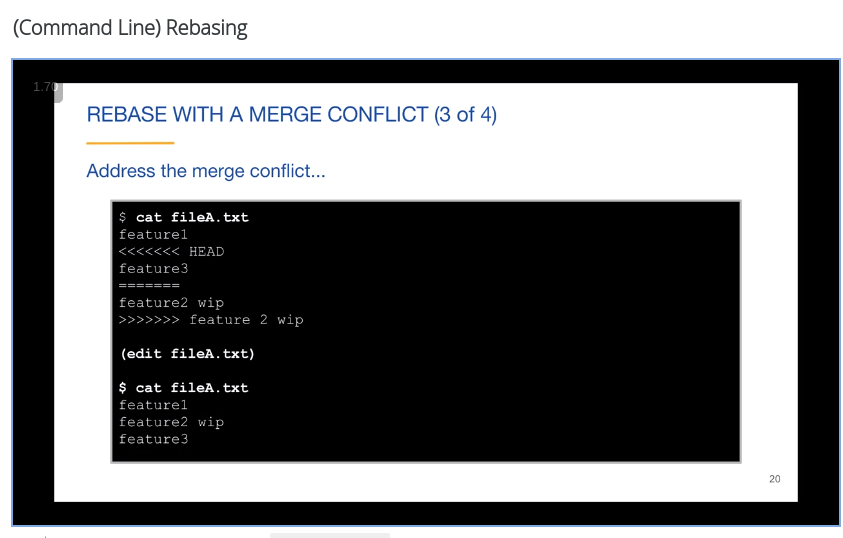 (Command Line) Rebasing
1.70
REBASE WITH A MERGE CONFLICT (3 of 4)
Address the merge conflict...
$ cat fileA.txt
feature1
<<<<<<< HEAD
feature3
=======
feature2 wip
>>>>>>> feature 2 wip
(edit fileA.txt)
$ cat fileA.txt
feature1
feature2 wip
feature3
20